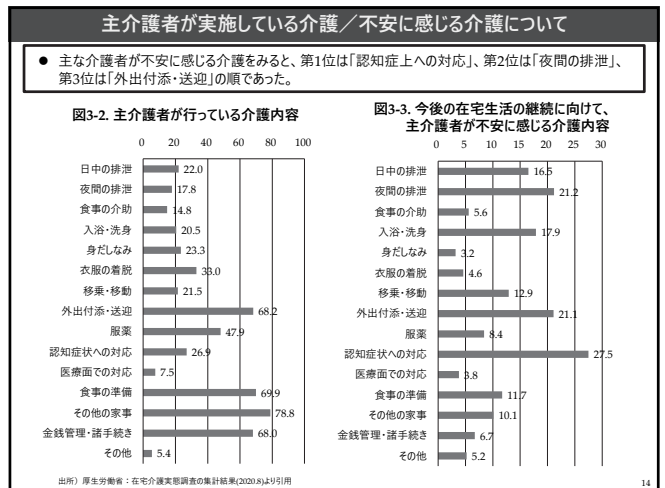 主介護者が実施している介護／不安に感じる介護について
● 主な介護者が不安に感じる介護をみると、第1位は「認知症上への対応」、第2位は「夜間の排泄」、
第3位は「外出付添・送迎」の順であった。
図3-2. 主介護者が行っている介護内容
0 20 40 60 80 100
日中の排泄 22.0
夜間の排泄 17.8
食事の介助 14.8
入浴・洗身 20.5
身だしなみ 23.3
衣服の着脱 33.0
移乗・移動 21.5
外出付添・送迎 68.2
服薬 47.9
認知症状への対応 26.9
医療面での対応 7.5
食事の準備 69.9
その他の家事 78.8
金銭管理・諸手続き 68.0
その他 5.4
図3-3. 今後の在宅生活の継続に向けて、
主介護者が不安に感じる介護内容
0 5 10 15 20 25 30
日中の排泄 16.5
夜間の排泄 21.2
食事の介助 5.6
入浴・洗身 17.9
身だしなみ 3.2
衣服の着脱 4.6
移乗・移動 12.9
外出付添・送迎 21.1
服薬 8.4
認知症状への対応 27.5
医療面での対応 3.8
食事の準備 11.7
その他の家事 10.1
金銭管理・諸手続き 6.7
その他 5.2
出所）厚生労働省：在宅介護実態調査の集計結果(2020.8)より引用
14